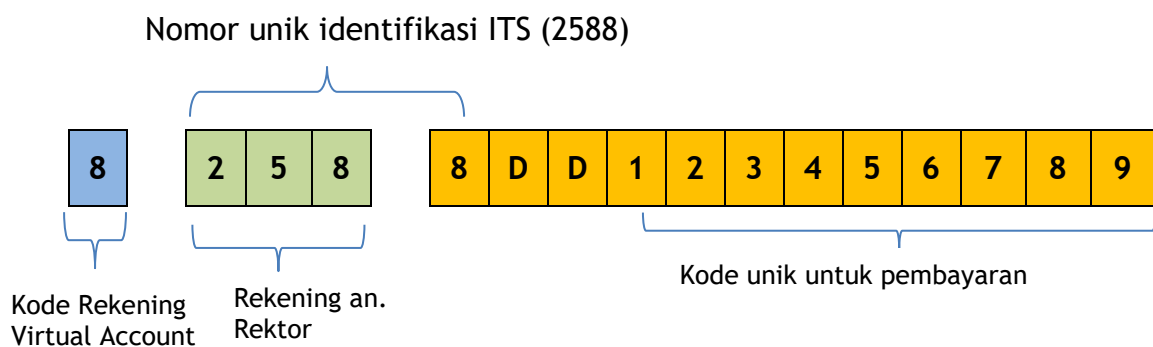 Nomor unik identifikasi ITS (2588)
8 2 5 8 8 D D 1 2 3 4 5 6 7 8 9
Kode unik untuk pembayaran
Kode Rekening
Virtual Account
Rekening an.
Rektor